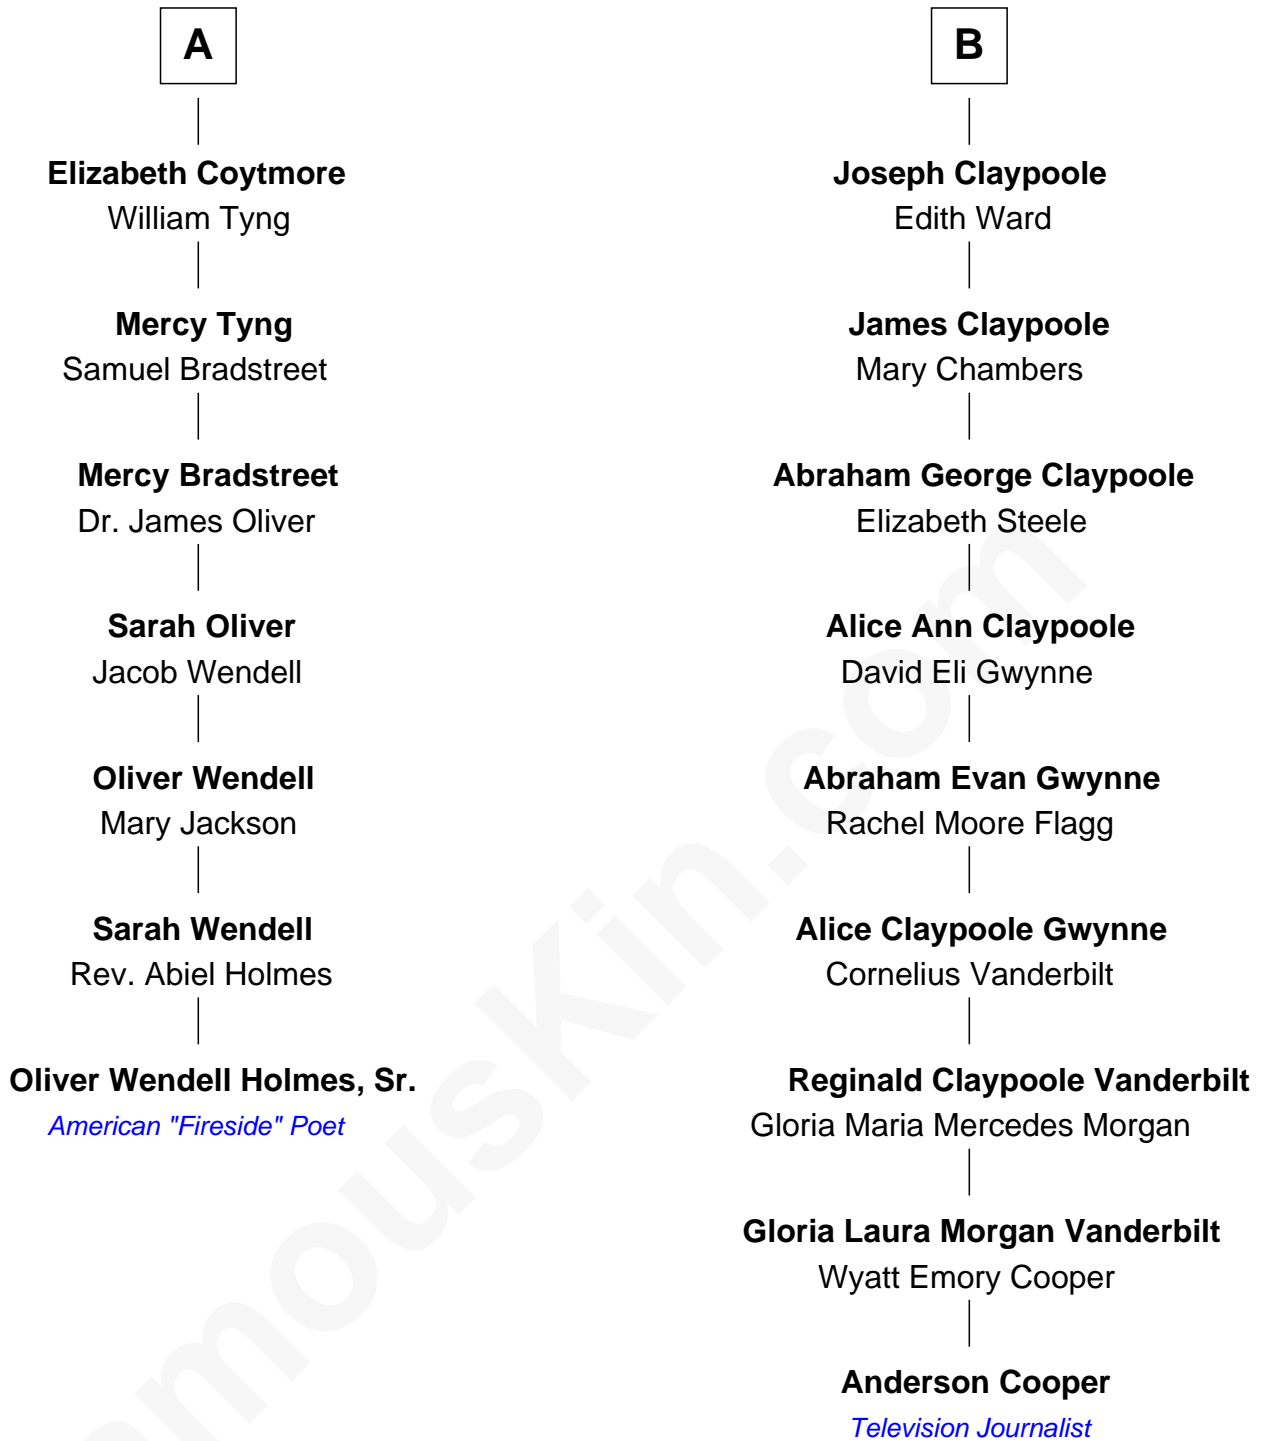 A
Elizabeth Coytmore
William Tyng
Mercy Tyng
Samuel Bradstreet
Mercy Bradstreet
Dr. James Oliver
Sarah Oliver
Jacob Wendell
Oliver Wendell
Mary Jackson
Sarah Wendell
Rev. Abiel Holmes
Oliver Wendell Holmes, Sr.
American "Fireside" Poet
B
Joseph Claypoole
Edith Ward
James Claypoole
Mary Chambers
Abraham George Claypoole
Elizabeth Steele
Alice Ann Claypoole
David Eli Gwynne
Abraham Evan Gwynne
Rachel Moore Flagg
Alice Claypoole Gwynne
Cornelius Vanderbilt
Reginald Claypoole Vanderbilt
Gloria Maria Mercedes Morgan
Gloria Laura Morgan Vanderbilt
Wyatt Emory Cooper
Anderson Cooper
Television Journalist
amouskin.com